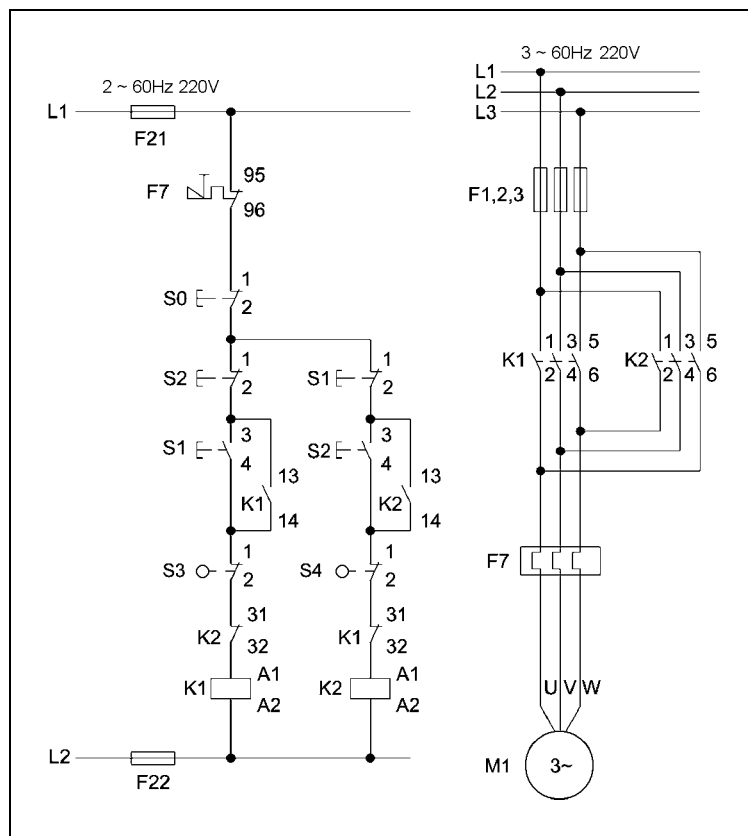 2 ~ 60Hz 220V
L1
F21
F7
95
96
S0
1
2
S2
1
2
S1
1
2
S1
3
4
K1
13
14
S2
3
4
K2
13
14
S3
1
2
S4
1
2
K2
31
32
K1
31
32
K1
A1
A2
K2
A1
A2
L2
F22
3 ~ 60Hz 220V
L1
L2
L3
F1,2,3
K1
1 3 5
2 4 6
K2
1 3 5
2 4 6
F7
U V W
M1
3~